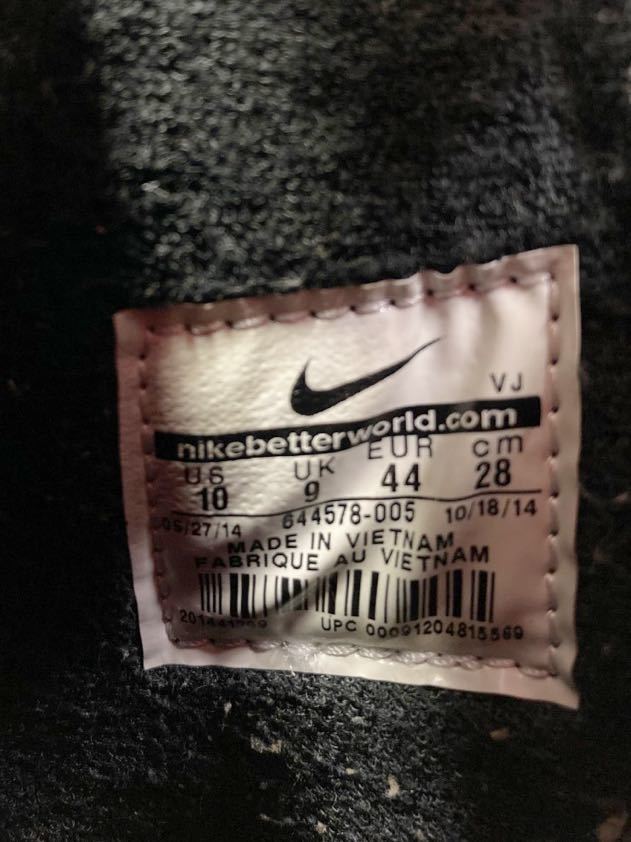 VJ
nikebetterworld.com
US UK EUR cm
10 9 44 28
05/27/14 644578-005 10/18/14
MADE IN VIETNAM
FABRIQUE AU VIETNAM
UPC 00091204815569